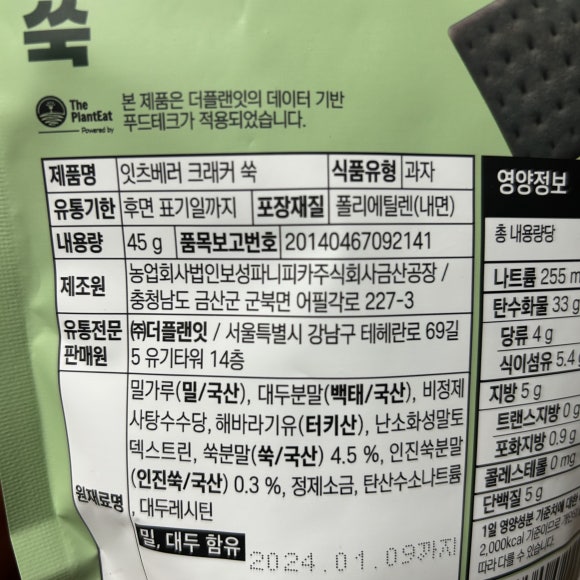 쑥
The
PlantEat
Powered by
본 제품은 더플랜잇의 데이터 기반
푸드테크가 적용되었습니다.
제품명 잇츠베러 크래커 쑥 식품유형 과자
유통기한 후면 표기일까지 포장재질 폴리에틸렌(내면)
내용량 45 g 품목보고번호 20140467092141
제조원 농업회사법인보성파니피카주식회사금산공장 /
충청남도 금산군 군북면 어필각로 227-3
유통전문
판매원
㈜더플랜잇 / 서울특별시 강남구 테헤란로 69길
5 유기타워 14층
원재료명
밀가루(밀/국산), 대두분말(백태/국산), 비정제
사탕수수당, 해바라기유(터키산), 난소화성말토
덱스트린, 쑥분말(쑥/국산) 4.5 %, 인진쑥분말
(인진쑥/국산) 0.3 %, 정제소금, 탄산수소나트륨
, 대두레시틴
밀, 대두 함유
2024.01.09까지
영양정보
총 내용량당
나트륨 255 m
탄수화물 33 g
당류 4 g
식이섬유 5.4
지방 5 g
트랜스지방 0 g
포화지방 0.9 g
콜레스테롤 0 mg
단백질 5 g
1일 영양성분 기준치에 대한
2,000kcal 기준이므로 개인의
따라 다를 수 있습니다.